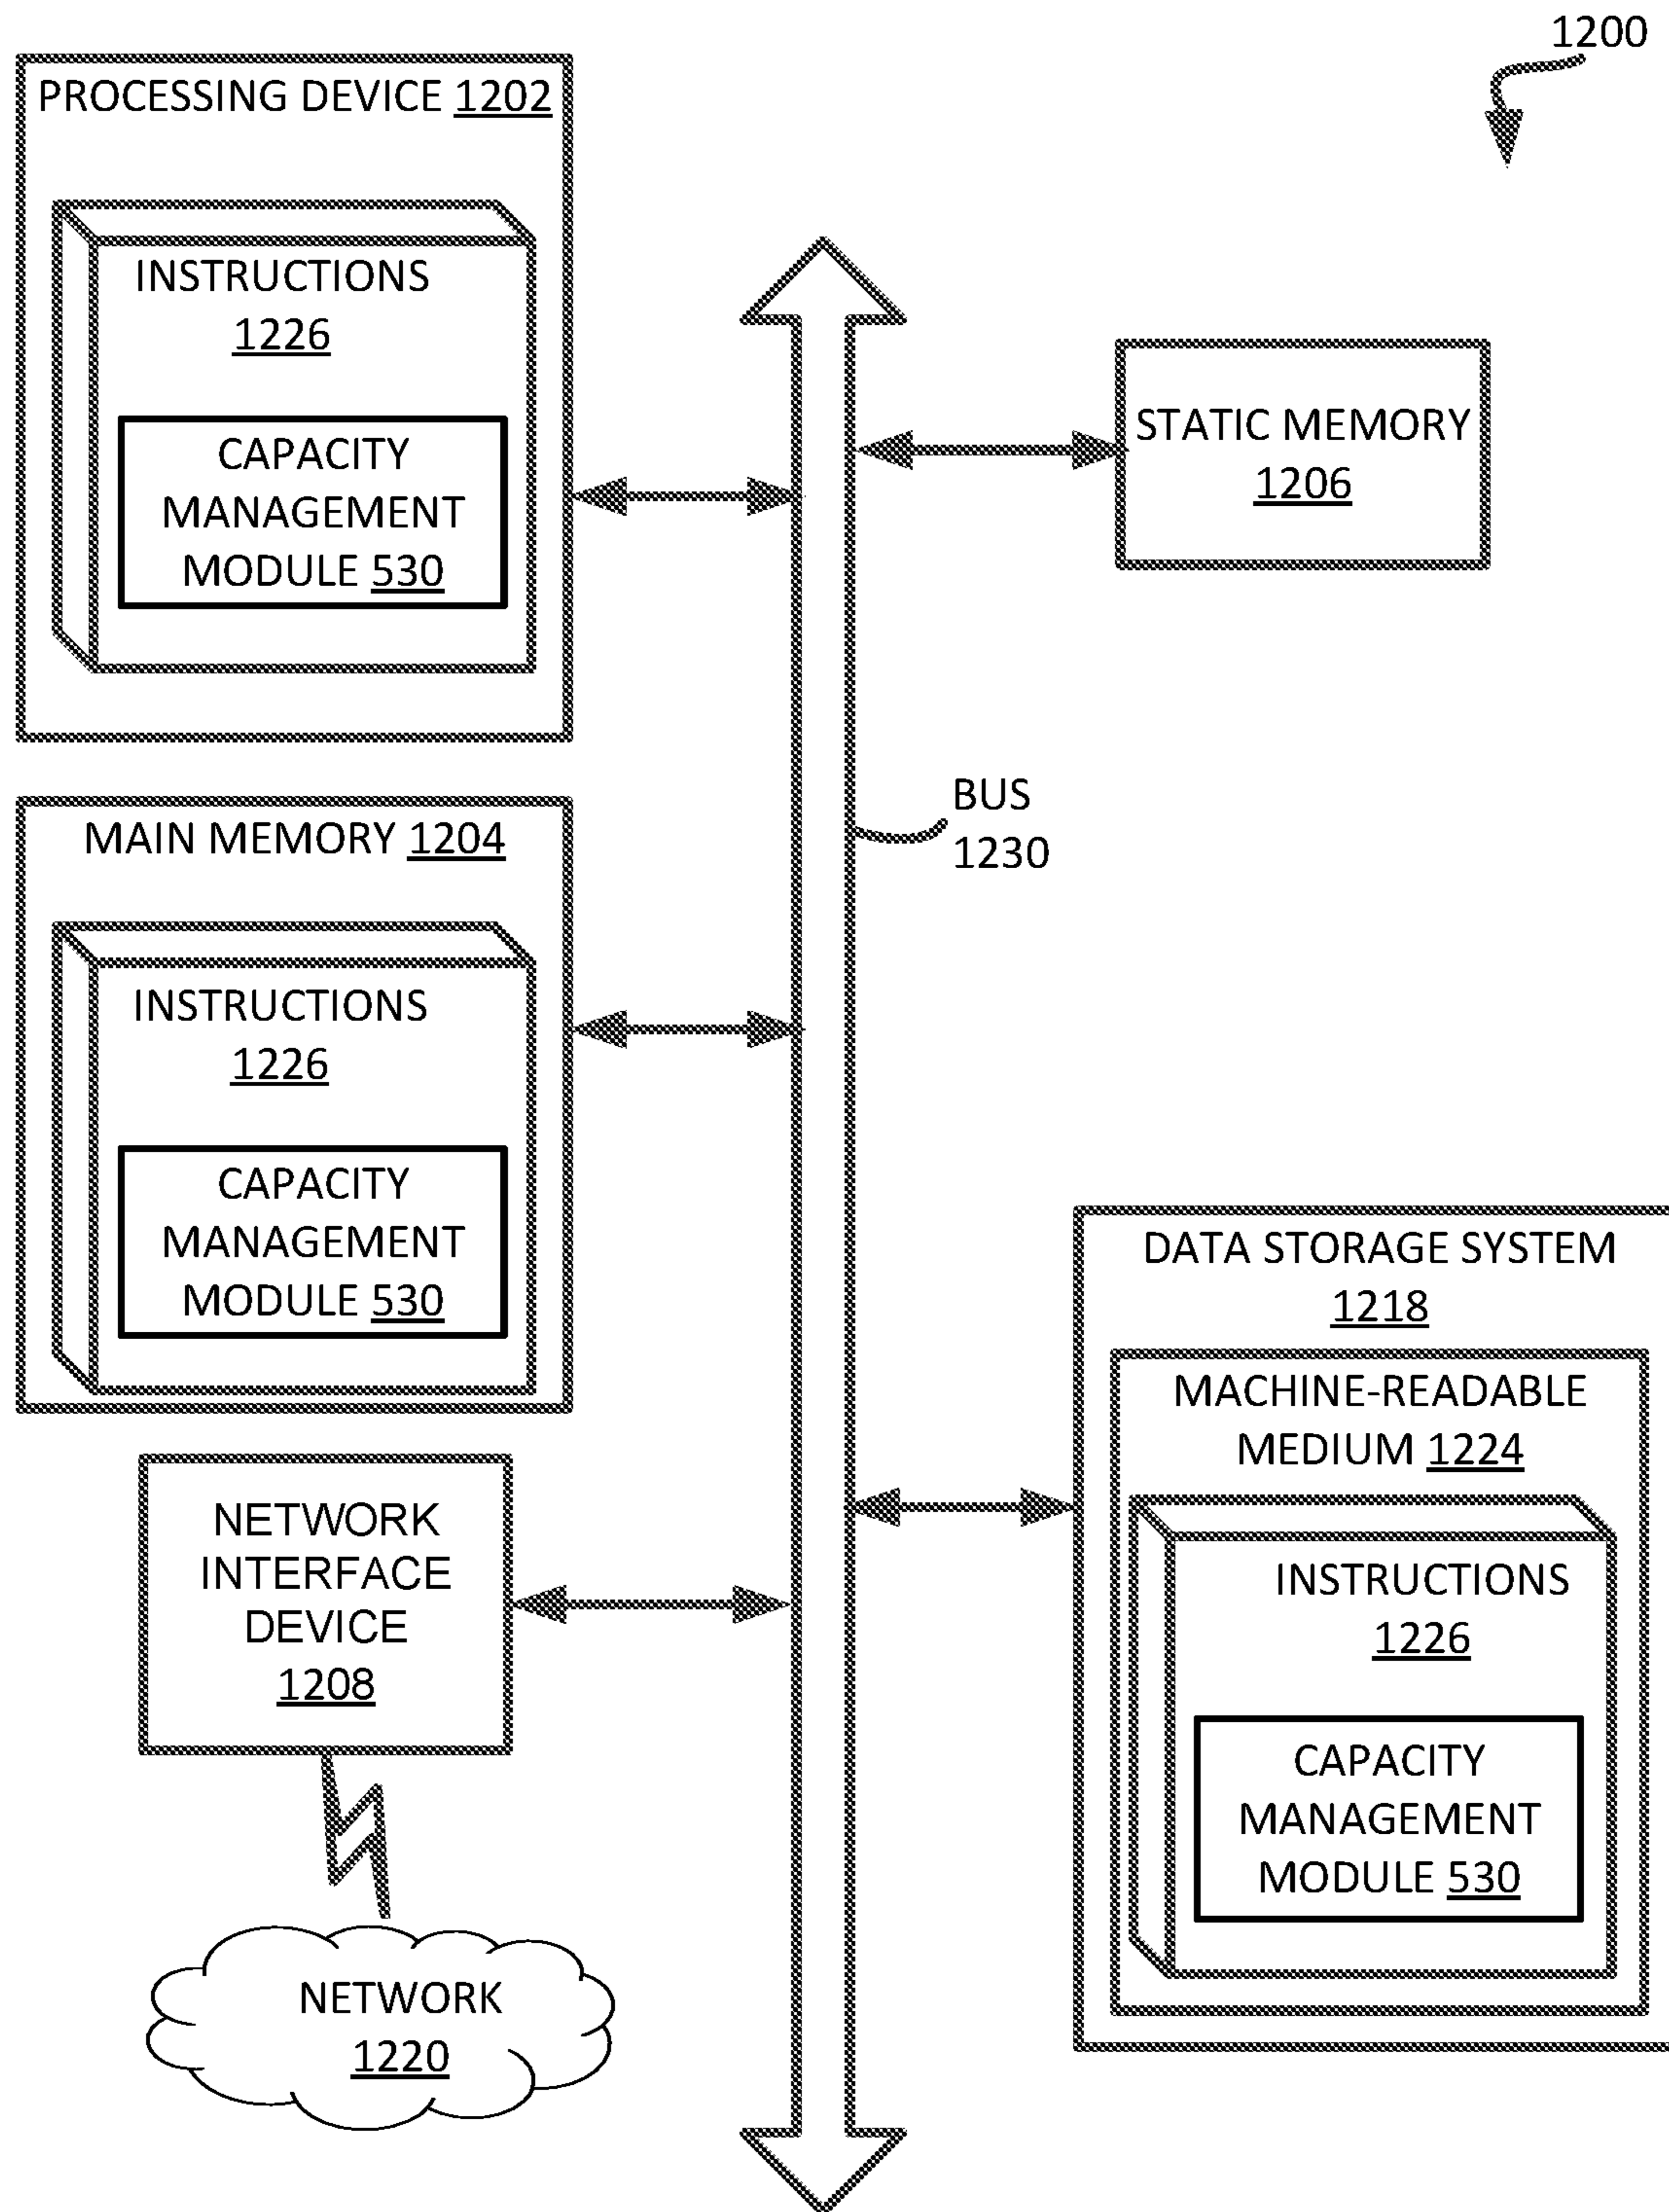 1200
PROCESSING DEVICE 1202
INSTRUCTIONS
1226
CAPACITY
MANAGEMENT
MODULE 530
STATIC MEMORY
1206
BUS
1230
MAIN MEMORY 1204
INSTRUCTIONS
1226
CAPACITY
MANAGEMENT
MODULE 530
DATA STORAGE SYSTEM
1218
MACHINE-READABLE
MEDIUM 1224
INSTRUCTIONS
1226
CAPACITY
MANAGEMENT
MODULE 530
NETWORK
INTERFACE
DEVICE
1208
NETWORK
1220